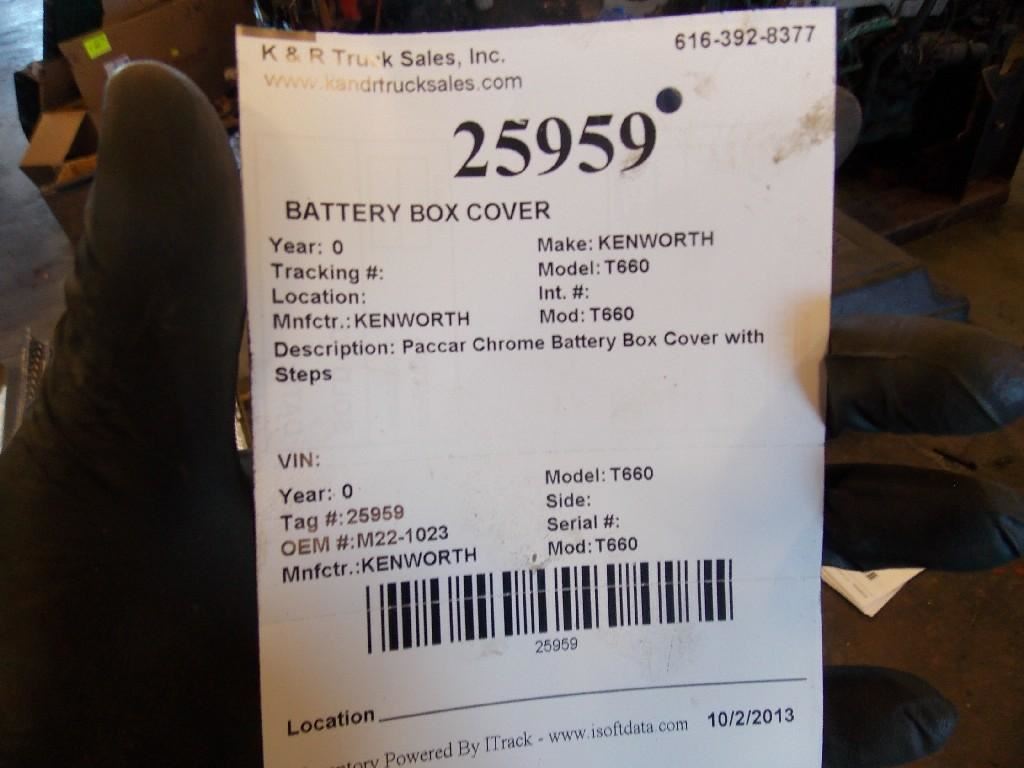 K & R Truck Sales, Inc. 616-392-8377
www.kandrtrucksales.com
25959
BATTERY BOX COVER
Year: 0 Make: KENWORTH
Tracking #: Model: T660
Location: Int. #:
Mnfctr.: KENWORTH Mod: T660
Description: Paccar Chrome Battery Box Cover with
Steps
VIN:
Year: 0 Model: T660
Tag #: 25959 Side:
OEM #: M22-1023 Serial #:
Mnfctr.: KENWORTH Mod: T660
25959
Location
Powered By ITrack - www.isoftdata.com 10/2/2013